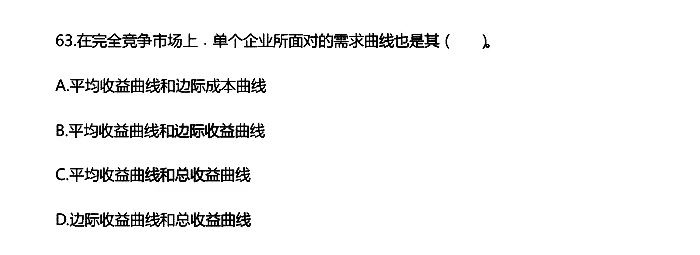 63.在完全竞争市场上．单个企业所面对的需求曲线也是其（　　）。
A.平均收益曲线和边际成本曲线
B.平均收益曲线和边际收益曲线
C.平均收益曲线和总收益曲线
D.边际收益曲线和总收益曲线